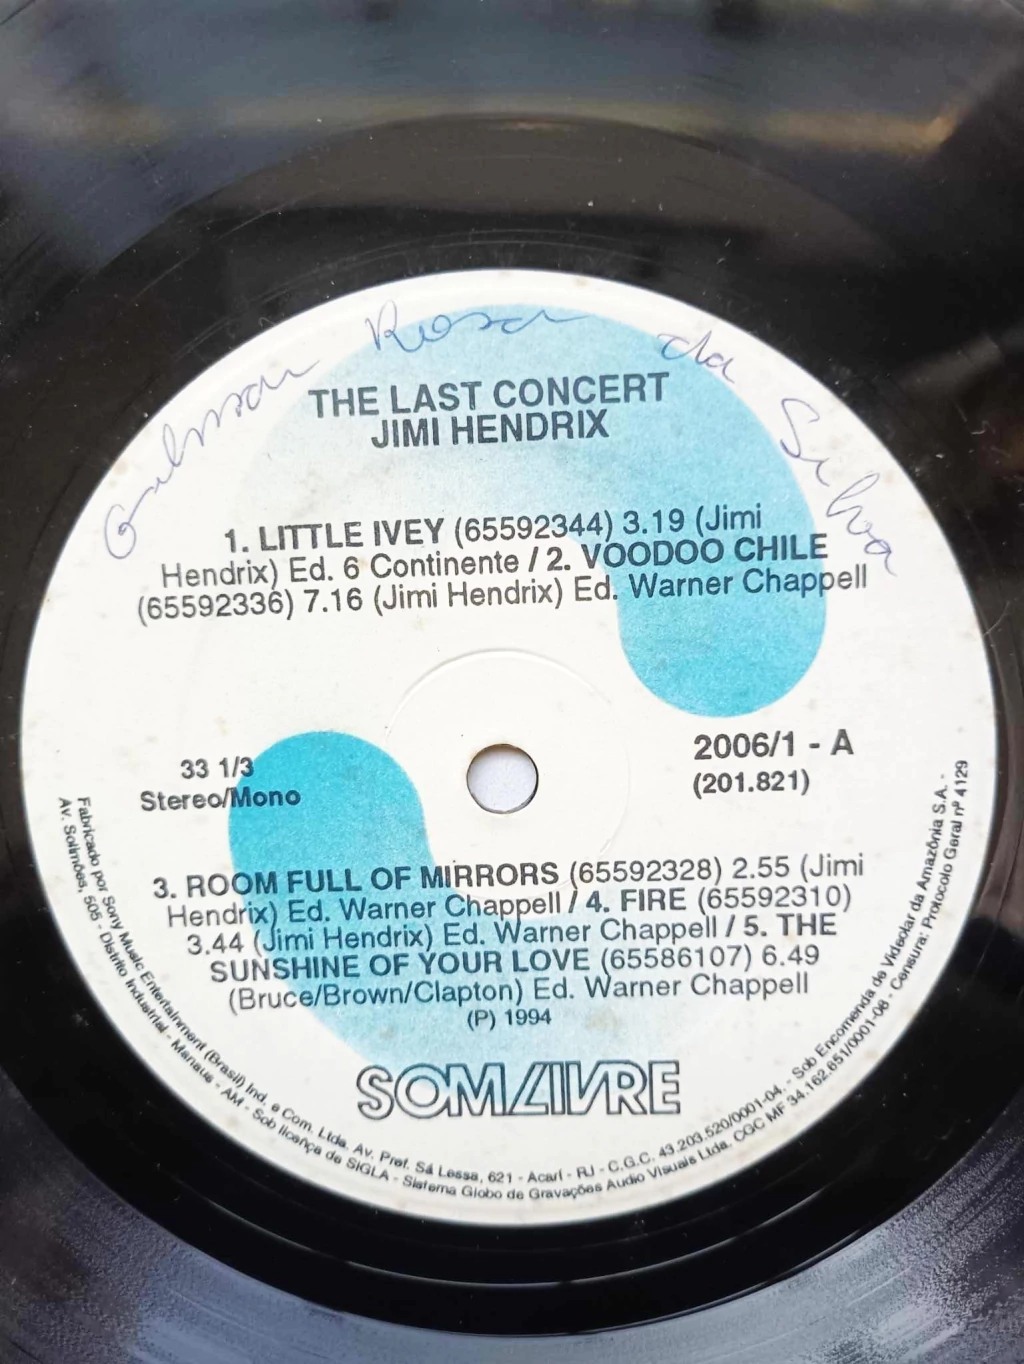 Gelmar Rosa da Silva
THE LAST CONCERT
JIMI HENDRIX
1. LITTLE IVEY (65592344) 3.19 (Jimi
Hendrix) Ed. 6 Continente / 2. VOODOO CHILE
(65592336) 7.16 (Jimi Hendrix) Ed. Warner Chappell
33 1/3
Stereo/Mono
2006/1 - A
(201.821)
3. ROOM FULL OF MIRRORS (65592328) 2.55 (Jimi
Hendrix) Ed. Warner Chappell / 4. FIRE (65592310)
3.44 (Jimi Hendrix) Ed. Warner Chappell / 5. THE
SUNSHINE OF YOUR LOVE (65586107) 6.49
(Bruce/Brown/Clapton) Ed. Warner Chappell
(P) 1994
SOM LIVRE
Fabricado por Sony Music Entertainment (Brasil) Ind. e Com. Ltda. Av. Prof. Sá Lessa, 621 - Acarí - RJ - C.G.C. 43.203.520/0001-04. - Sob Encomenda de Videolar da Amazônia S.A. -
Av. Solimões, 505 - Distrito Industrial - Manaus - AM - Sob licença de SIGLA - Sistema Globo de Gravações Audio Visuais Ltda. CGC MF 34.162.651/0001-08 - Censura: Protocolo Geral nº 4129